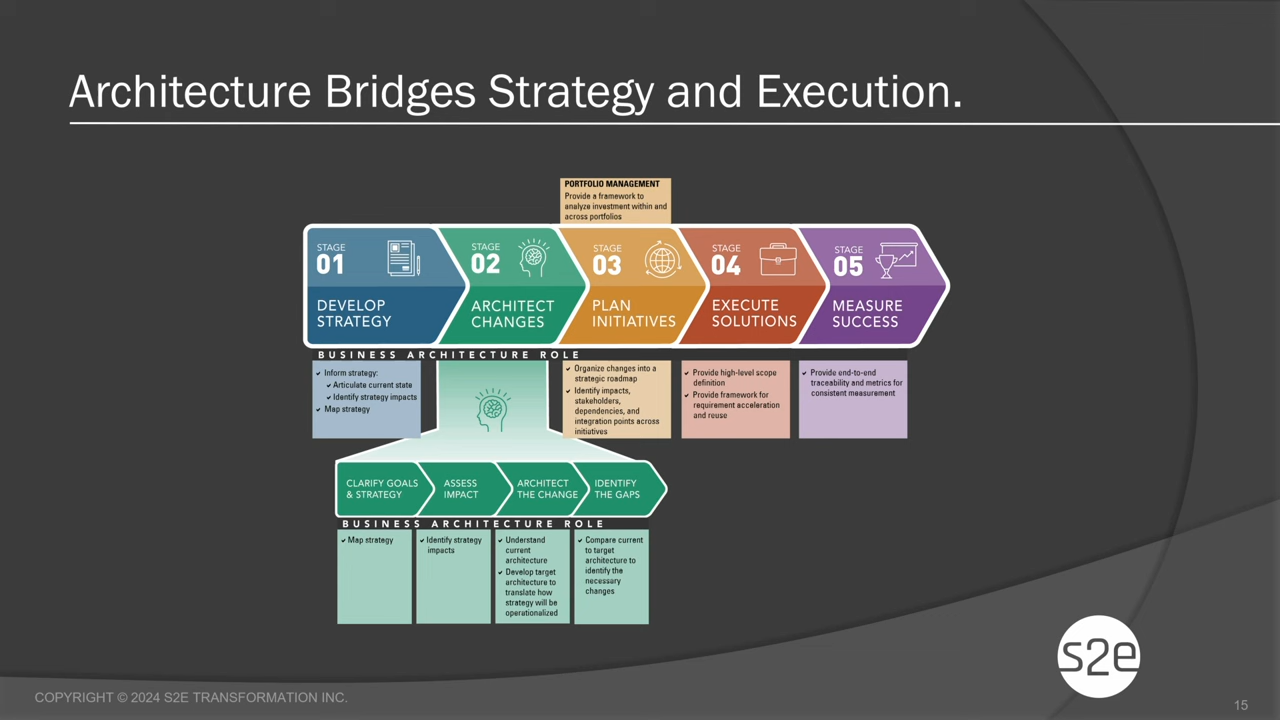 Architecture Bridges Strategy and Execution.
PORTFOLIO MANAGEMENT
Provide a framework to
analyze investment within and
across portfolios
STAGE
01
DEVELOP
STRATEGY
STAGE
02
ARCHITECT
CHANGES
STAGE
03
PLAN
INITIATIVES
STAGE
04
EXECUTE
SOLUTIONS
STAGE
05
MEASURE
SUCCESS
BUSINESS ARCHITECTURE ROLE
✓ Inform strategy:
✓ Articulate current state
✓ Identify strategy impacts
✓ Map strategy
✓ Organize changes into a
strategic roadmap
✓ Identify impacts,
stakeholders,
dependencies, and
integration points across
initiatives
✓ Provide high-level scope
definition
✓ Provide framework for
requirement acceleration
and reuse
✓ Provide end-to-end
traceability and metrics for
consistent measurement
CLARIFY GOALS
& STRATEGY
ASSESS
IMPACT
ARCHITECT
THE CHANGE
IDENTIFY
THE GAPS
BUSINESS ARCHITECTURE ROLE
✓ Map strategy
✓ Identify strategy
impacts
✓ Understand
current
architecture
✓ Develop target
architecture to
translate how
strategy will be
operationalized
✓ Compare current
to target
architecture to
identify the
necessary
changes
s2e
COPYRIGHT © 2024 S2E TRANSFORMATION INC.
15